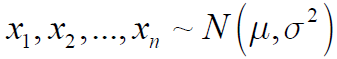 x₁, x₂, ..., xₙ ~ N(μ, σ²)